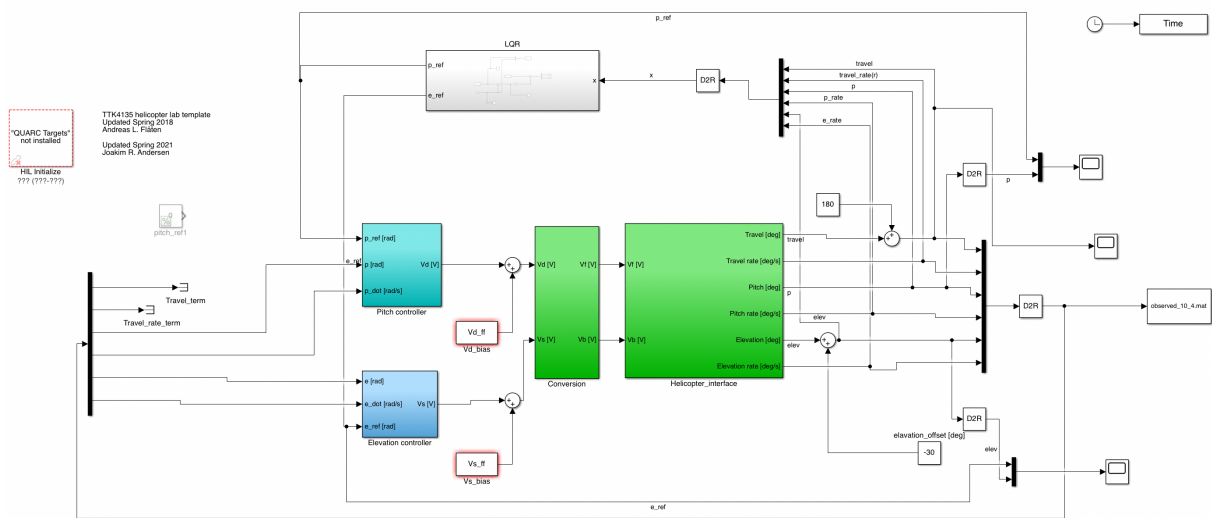 p_ref
Time
LQR
p_ref
e_ref
x
x
D2R
travel
travel_rate(r)
p
p_rate
e_rate
"QUARC Targets"
not installed
HIL Initialize
??? (???-???)
TTK4135 helicopter lab template
Updated Spring 2018
Andreas L. Flåten
Updated Spring 2021
Joakim R. Andersen
pitch_ref1
D2R
p
180
p_ref [rad]
e_ref
p [rad]
p_dot [rad/s]
Vd [V]
Pitch controller
Vd_ff
Vd_bias
Vd [V]
Vs [V]
Vf [V]
Vb [V]
Conversion
Vf [V]
Vb [V]
Travel [deg]
Travel rate [deg/s]
Pitch [deg]
Pitch rate [deg/s]
Elevation [deg]
Elevation rate [deg/s]
Helicopter_interface
travel
p
elev
elev
D2R
observed_10_4.mat
Travel_term
Travel_rate_term
e [rad]
e_dot [rad/s]
e_ref [rad]
Vs [V]
Elevation controller
Vs_ff
Vs_bias
D2R
elavation_offset [deg]
-30
elev
e_ref